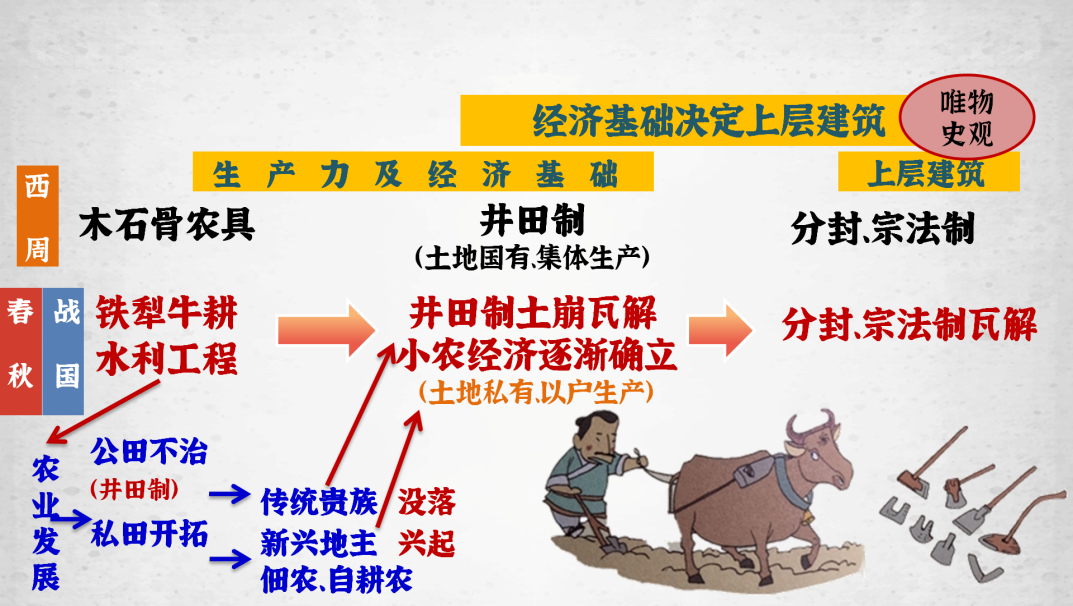 经济基础决定上层建筑
唯物
史观
生产力及经济基础
上层建筑
西周
木石骨农具
井田制
(土地国有、集体生产)
分封、宗法制
春秋
战国
铁犁牛耕
水利工程
井田制土崩瓦解
小农经济逐渐确立
(土地私有、以户生产)
分封、宗法制瓦解
农业发展
公田不治
(井田制)
私田开拓
传统贵族 没落
新兴地主 兴起
佃农、自耕农